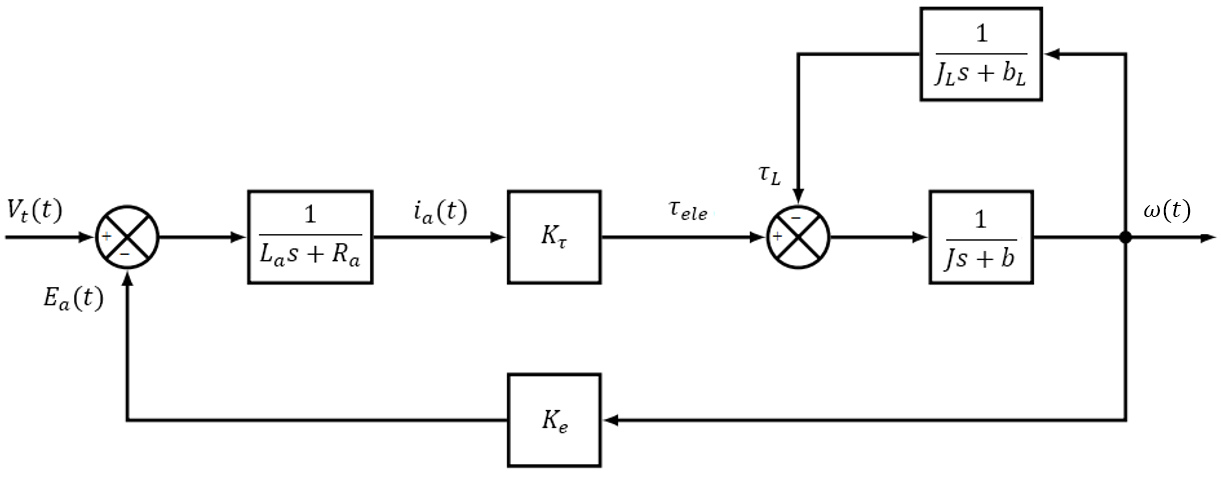 1
J_L s + b_L
τ_L
V_t(t)
+
−
1
L_a s + R_a
i_a(t)
K_τ
τ_ele
−
+
1
Js + b
ω(t)
E_a(t)
K_e